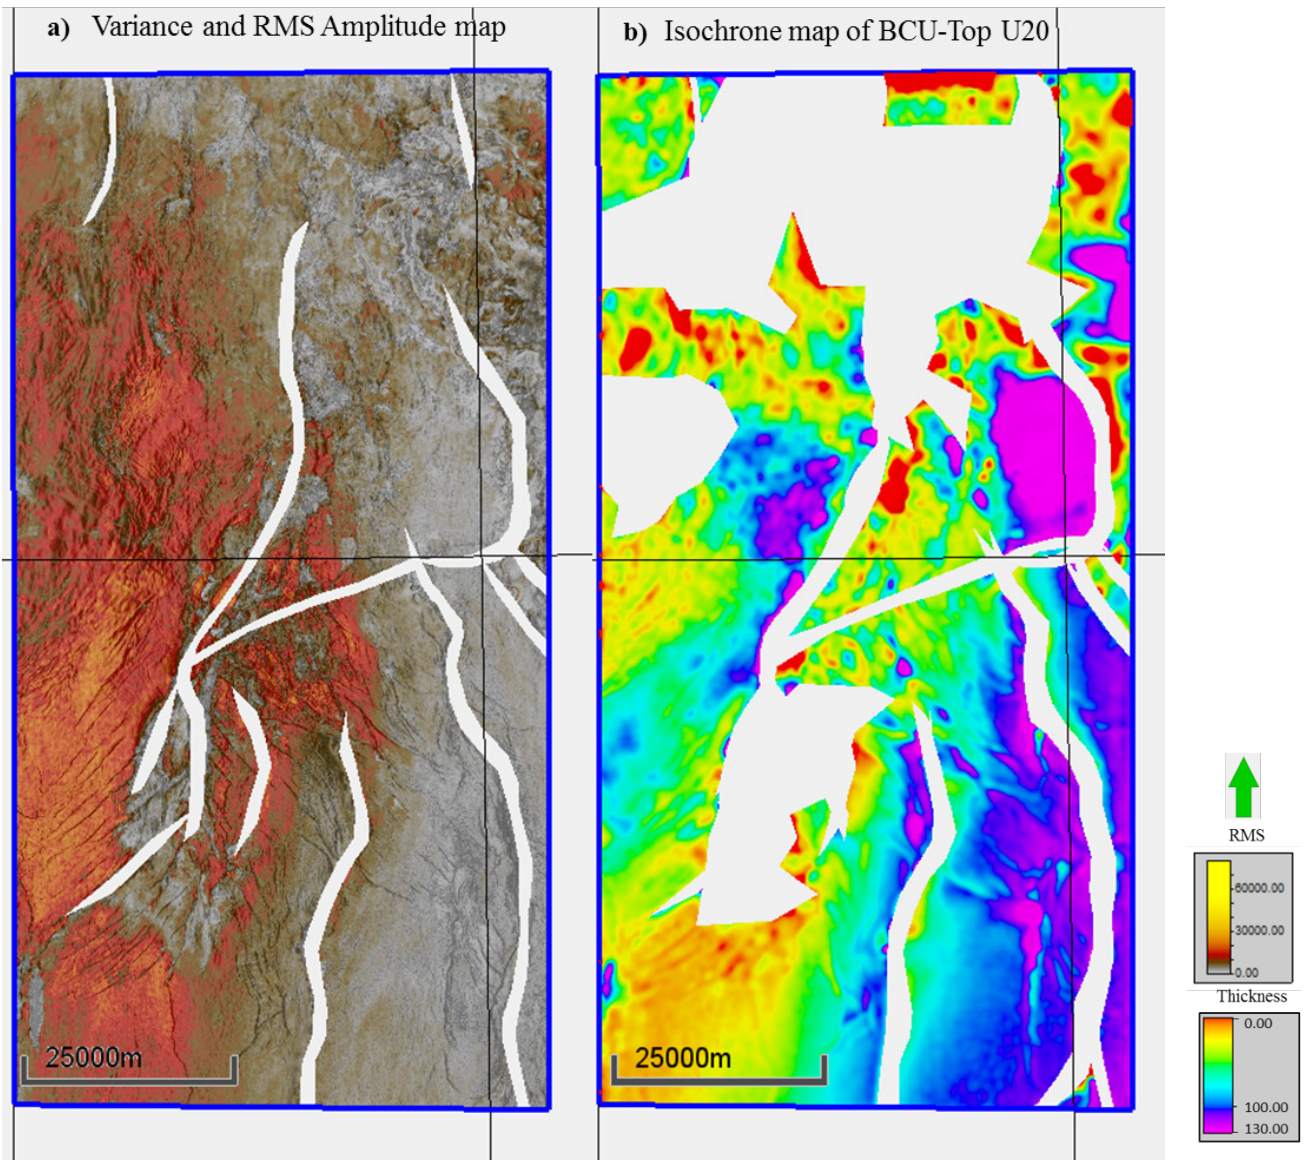 a) Variance and RMS Amplitude map
b) Isochrone map of BCU-Top U20
25000m
25000m
RMS
60000.00
30000.00
0.00
Thickness
0.00
100.00
130.00